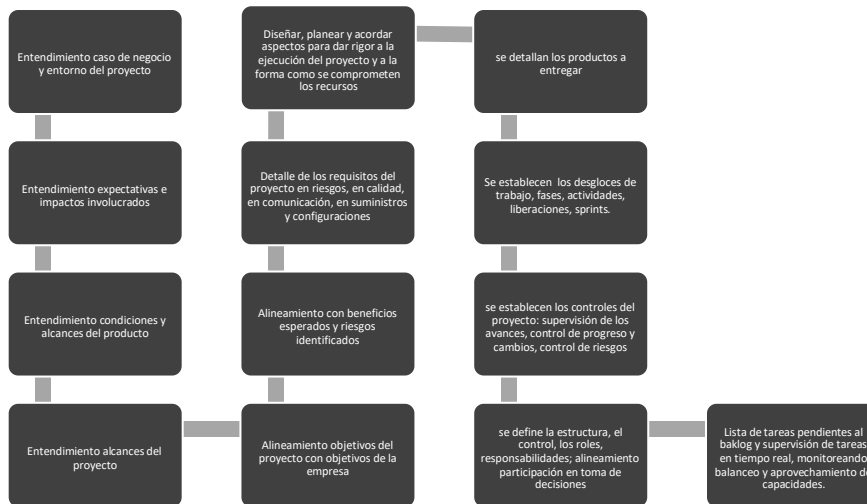 Entendimiento caso de negocio
y entorno del proyecto
Entendimiento expectativas e
impactos involucrados
Entendimiento condiciones y
alcances del producto
Entendimiento alcances del
proyecto
Alineamiento objetivos del
proyecto con objetivos de la
empresa
Alineamiento con beneficios
esperados y riesgos
identificados
Detalle de los requisitos del
proyecto en riesgos, en calidad,
en comunicación, en suministros
y configuraciones
Diseñar, planear y acordar
aspectos para dar rigor a la
ejecución del proyecto y a la
forma como se comprometen
los recursos
se detallan los productos a
entregar
Se establecen los desgloces de
trabajo, fases, actividades,
liberaciones, sprints.
se establecen los controles del
proyecto: supervisión de los
avances, control de progreso y
cambios, control de riesgos
se define la estructura, el
control, los roles,
responsabilidades; alineamiento
participación en toma de
decisiones
Lista de tareas pendientes al
baklog y supervisión de tareas
en tiempo real, monitoreando
balanceo y aprovechamiento de
capacidades.